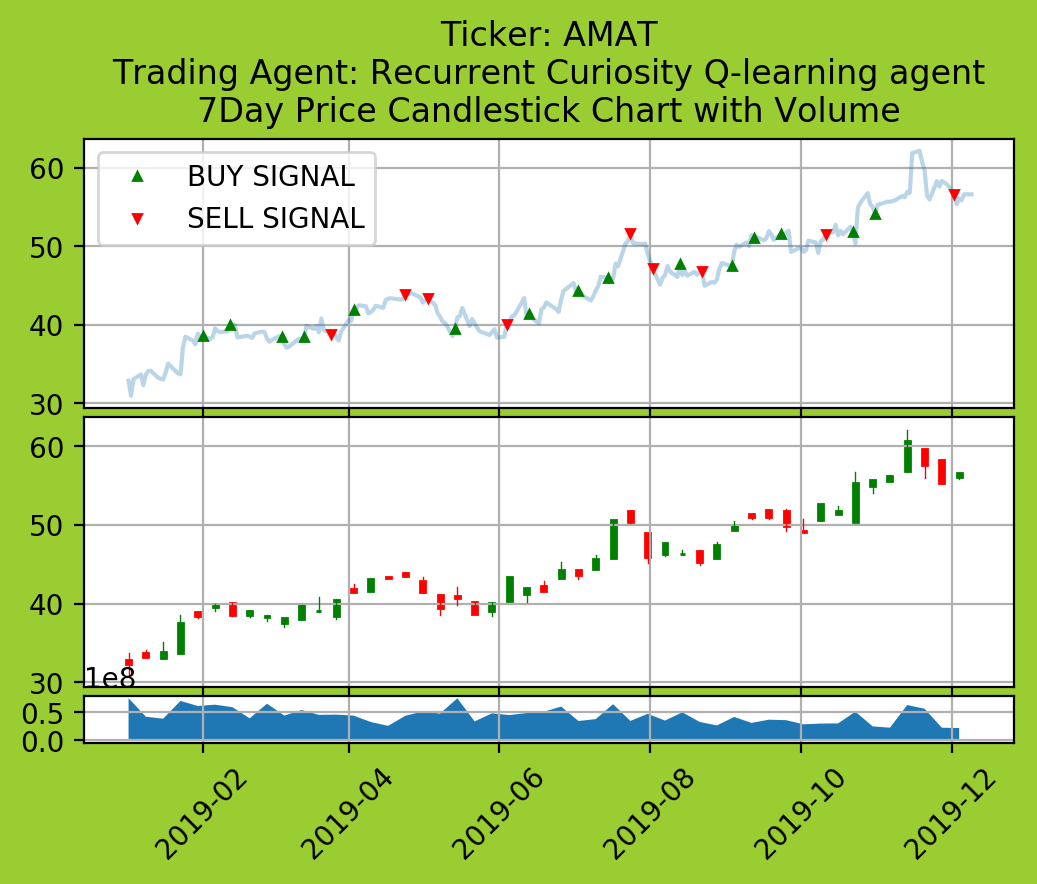 Ticker: AMAT
Trading Agent: Recurrent Curiosity Q-learning agent
7Day Price Candlestick Chart with Volume
60
50
40
30
BUY SIGNAL
SELL SIGNAL
60
50
40
30
1e8
0.5
0.0
2019-02
2019-04
2019-06
2019-08
2019-10
2019-12